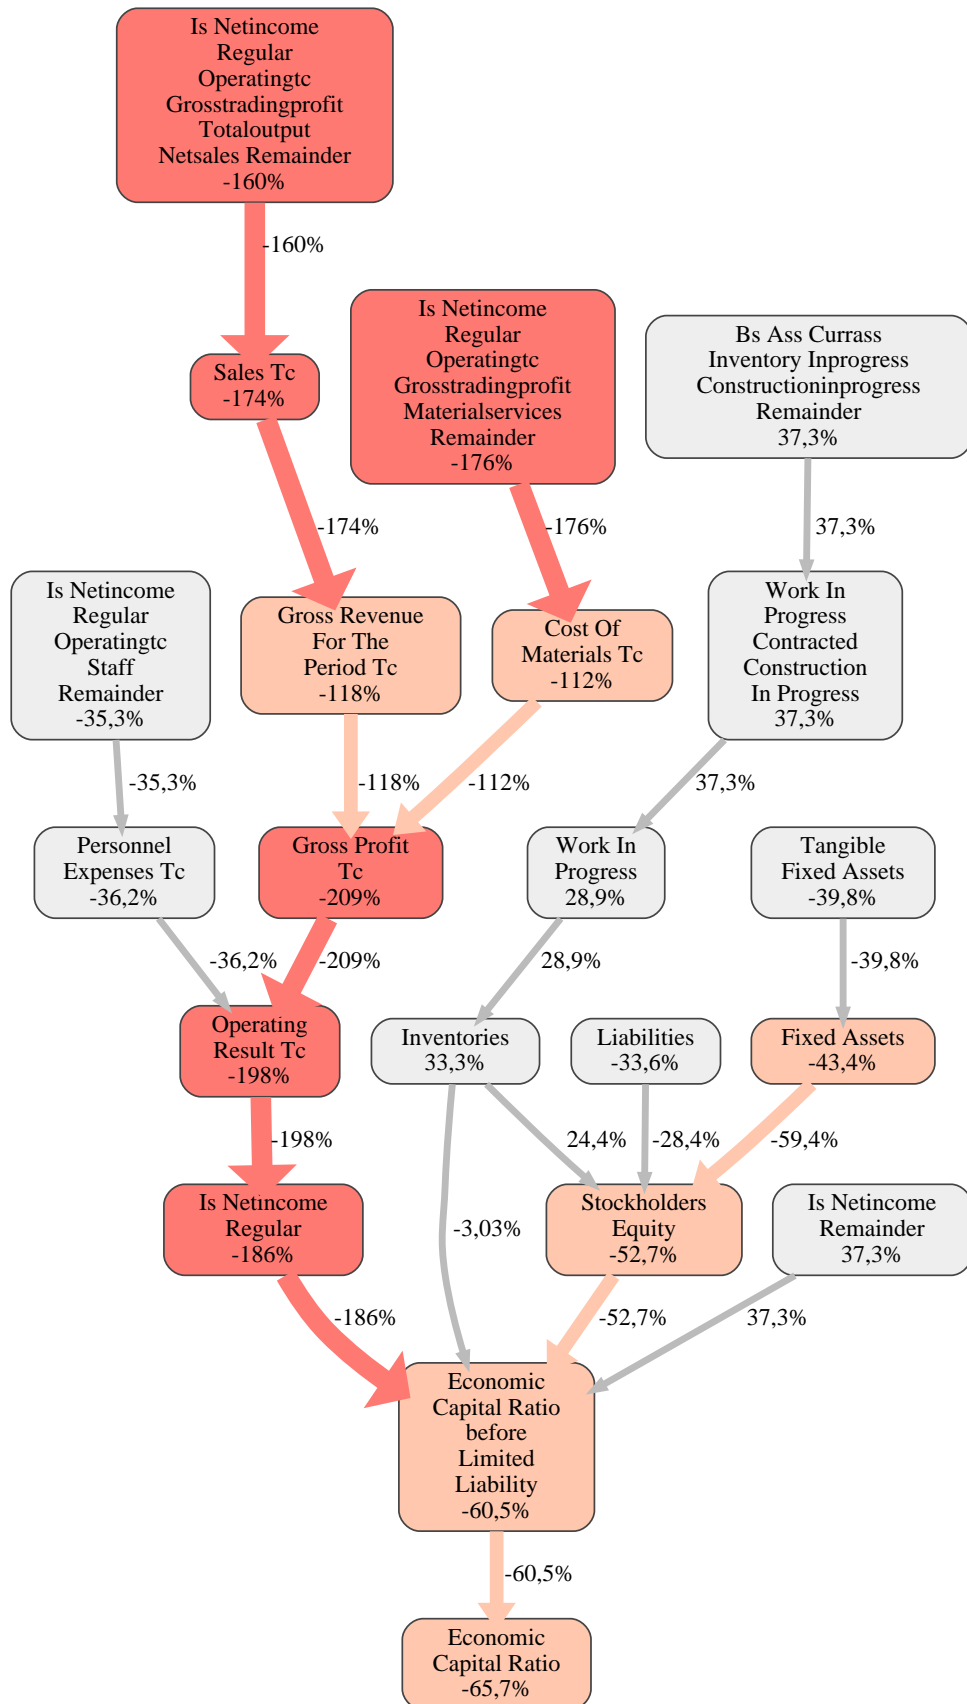 Is Netincome
Regular
Operatingtc
Grosstradingprofit
Totaloutput
Netsales Remainder
-160%
-160%
Sales Tc
-174%
Is Netincome
Regular
Operatingtc
Grosstradingprofit
Materialservices
Remainder
-176%
Bs Ass Currass
Inventory Inprogress
Constructioninprogress
Remainder
37,3%
-174%
-176%
37,3%
Is Netincome
Regular
Operatingtc
Staff
Remainder
-35,3%
Gross Revenue
For The
Period Tc
-118%
Cost Of
Materials Tc
-112%
Work In
Progress
Contracted
Construction
In Progress
37,3%
-35,3%
-118%
-112%
37,3%
Personnel
Expenses Tc
-36,2%
Gross Profit
Tc
-209%
Work In
Progress
28,9%
Tangible
Fixed Assets
-39,8%
-36,2%
-209%
28,9%
-39,8%
Operating
Result Tc
-198%
Inventories
33,3%
Liabilities
-33,6%
Fixed Assets
-43,4%
-198%
24,4%
-28,4%
-59,4%
Is Netincome
Regular
-186%
-3,03%
Stockholders
Equity
-52,7%
Is Netincome
Remainder
37,3%
-186%
-52,7%
37,3%
Economic
Capital Ratio
before
Limited
Liability
-60,5%
-60,5%
Economic
Capital Ratio
-65,7%